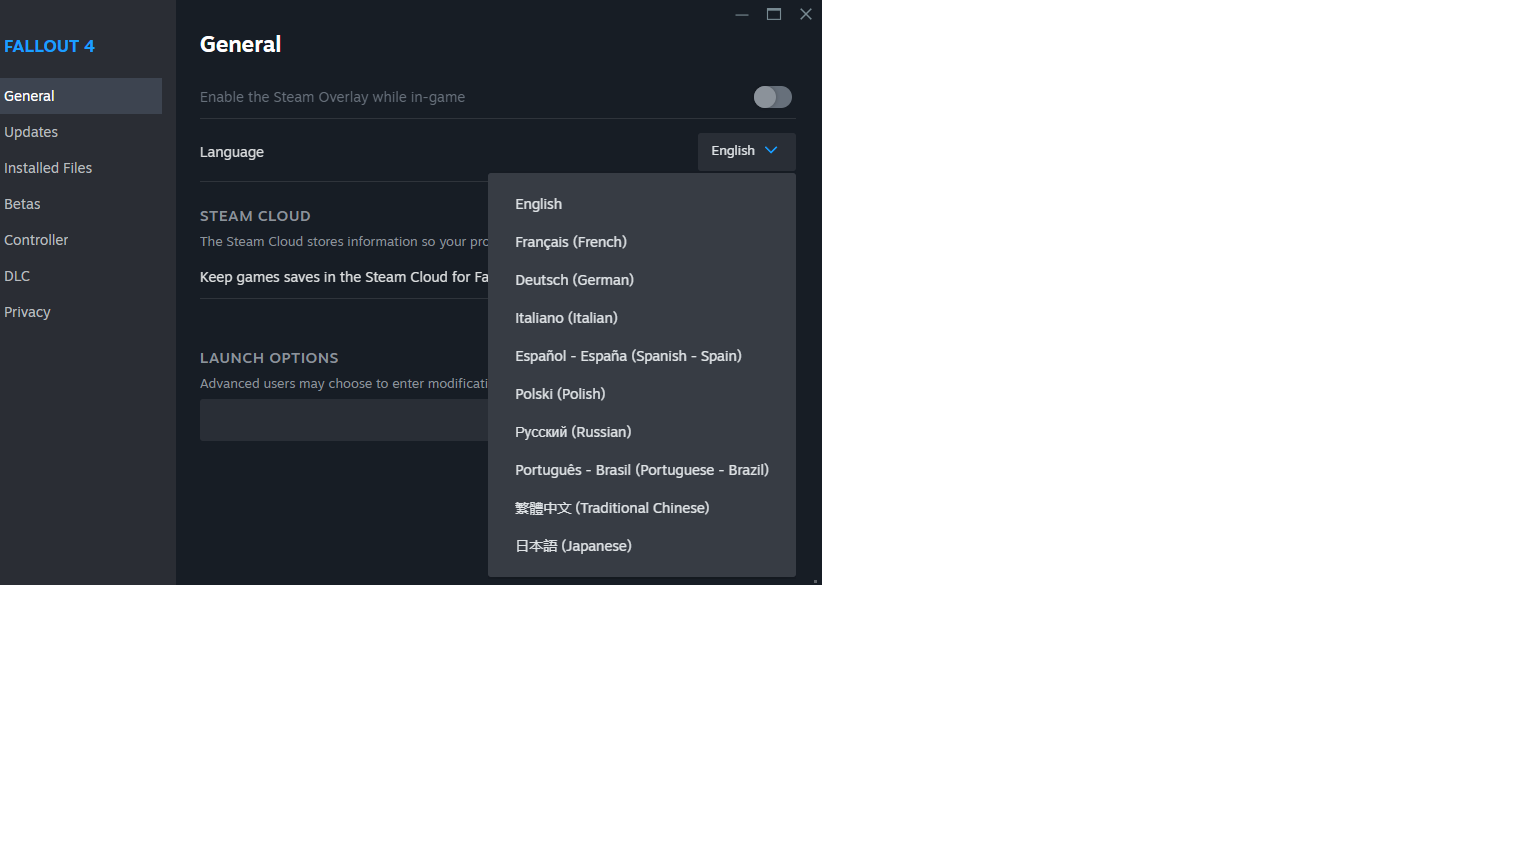 FALLOUT 4
General
Updates
Installed Files
Betas
Controller
DLC
Privacy
General
Enable the Steam Overlay while in-game
Language
English
English
Français (French)
Deutsch (German)
Italiano (Italian)
Español - España (Spanish - Spain)
Polski (Polish)
Русский (Russian)
Português - Brasil (Portuguese - Brazil)
繁體中文 (Traditional Chinese)
日本語 (Japanese)
STEAM CLOUD
The Steam Cloud stores information so your
Keep games saves in the Steam Cloud for
LAUNCH OPTIONS
Advanced users may choose to enter